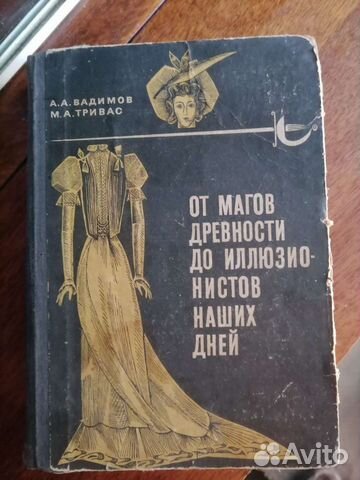 А.А.ВАДИМОВ
М.А.ТРИВАС
ОТ МАГОВ
ДРЕВНОСТИ
ДО ИЛЛЮЗИО-
НИСТОВ
НАШИХ
ДНЕЙ
Avito